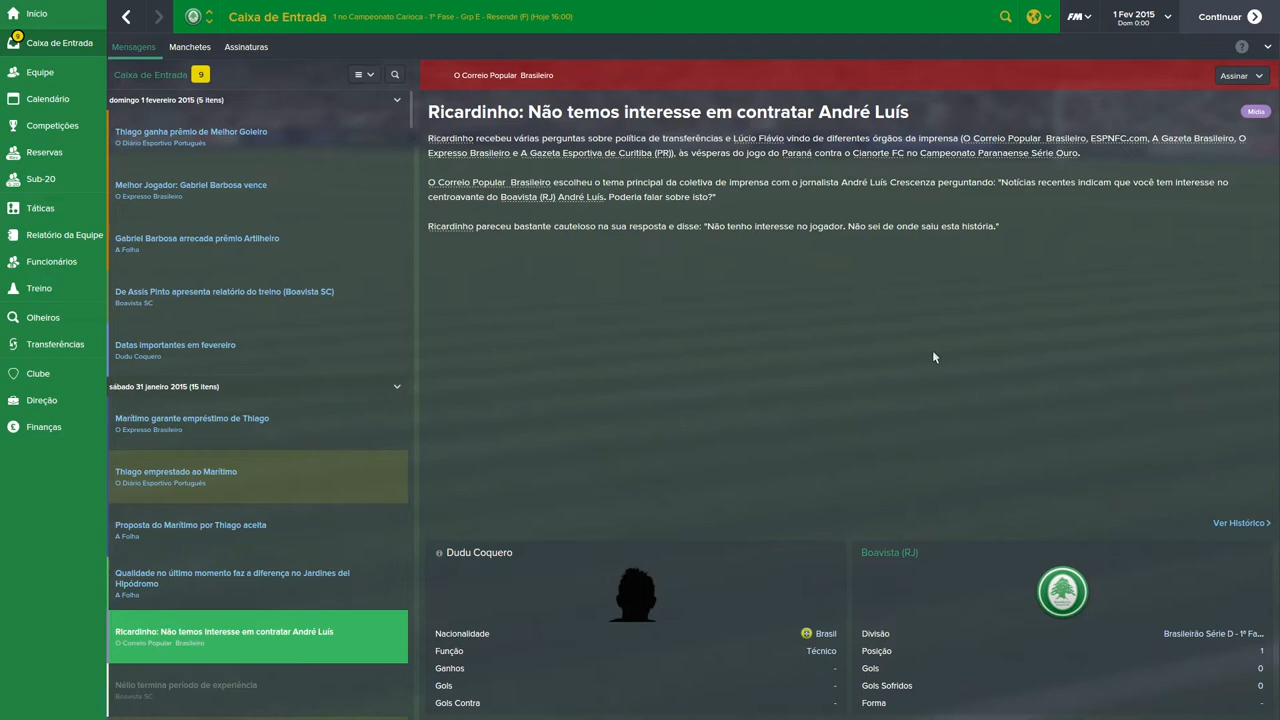 Início
Caixa de Entrada
9
Equipe
Calendário
Competições
Reservas
Sub-20
Táticas
Relatório da Equipe
Funcionários
Treino
Olheiros
Transferências
Clube
Direção
Finanças
Caixa de Entrada
1 no Campeonato Carioca - 1ª Fase - Grp E - Resende (F) (Hoje 16:00)
FM
1 Fev 2015
Dom 0:00
Continuar
Mensagens
Manchetes
Assinaturas
?
Caixa de Entrada
9
domingo 1 fevereiro 2015 (5 itens)
Thiago ganha prêmio de Melhor Goleiro
O Diário Esportivo Português
Melhor Jogador: Gabriel Barbosa vence
O Expresso Brasileiro
Gabriel Barbosa arrecada prêmio Artilheiro
A Folha
De Assis Pinto apresenta relatório do treino (Boavista SC)
Boavista SC
Datas importantes em fevereiro
Dudu Coquero
sábado 31 janeiro 2015 (15 itens)
Marítimo garante empréstimo de Thiago
O Expresso Brasileiro
Thiago emprestado ao Marítimo
O Diário Esportivo Português
Proposta do Marítimo por Thiago aceita
A Folha
Qualidade no último momento faz a diferença no Jardines del
Hipódromo
A Folha
Ricardinho: Não temos interesse em contratar André Luís
O Correio Popular Brasileiro
Nélio termina período de experiência
Boavista SC
O Correio Popular Brasileiro
Assinar
Ricardinho: Não temos interesse em contratar André Luís
Mídia
Ricardinho recebeu várias perguntas sobre política de transferências e Lúcio Flávio vindo de diferentes órgãos da imprensa (O Correio Popular Brasileiro, ESPNFC.com, A Gazeta Brasileiro, O
Expresso Brasileiro e A Gazeta Esportiva de Curitiba (PR)), às vésperas do jogo do Paraná contra o Cianorte FC no Campeonato Paranaense Série Ouro.
O Correio Popular Brasileiro escolheu o tema principal da coletiva de imprensa com o jornalista André Luís Crescenza perguntando: "Notícias recentes indicam que você tem interesse no
centroavante do Boavista (RJ) André Luís. Poderia falar sobre isto?"
Ricardinho pareceu bastante cauteloso na sua resposta e disse: "Não tenho interesse no jogador. Não sei de onde saiu esta história."
Ver Histórico
Dudu Coquero
Nacionalidade
Brasil
Função
Técnico
Ganhos
-
Gols
-
Gols Contra
-
Boavista (RJ)
Divisão
Brasileirão Série D - 1ª Fa...
Posição
1
Gols
0
Gols Sofridos
0
Forma
-